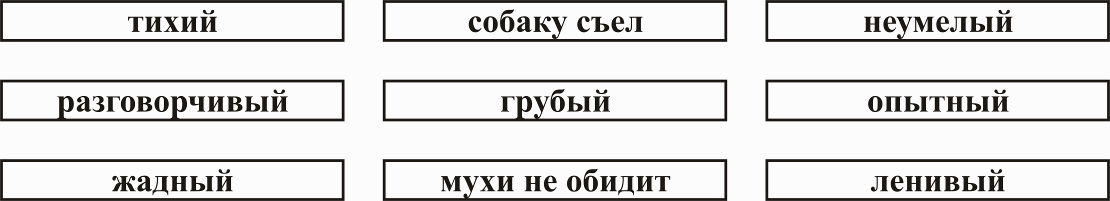 тихий собаку съел неумелый
разговорчивый грубый опытный
жадный мухи не обидит ленивый